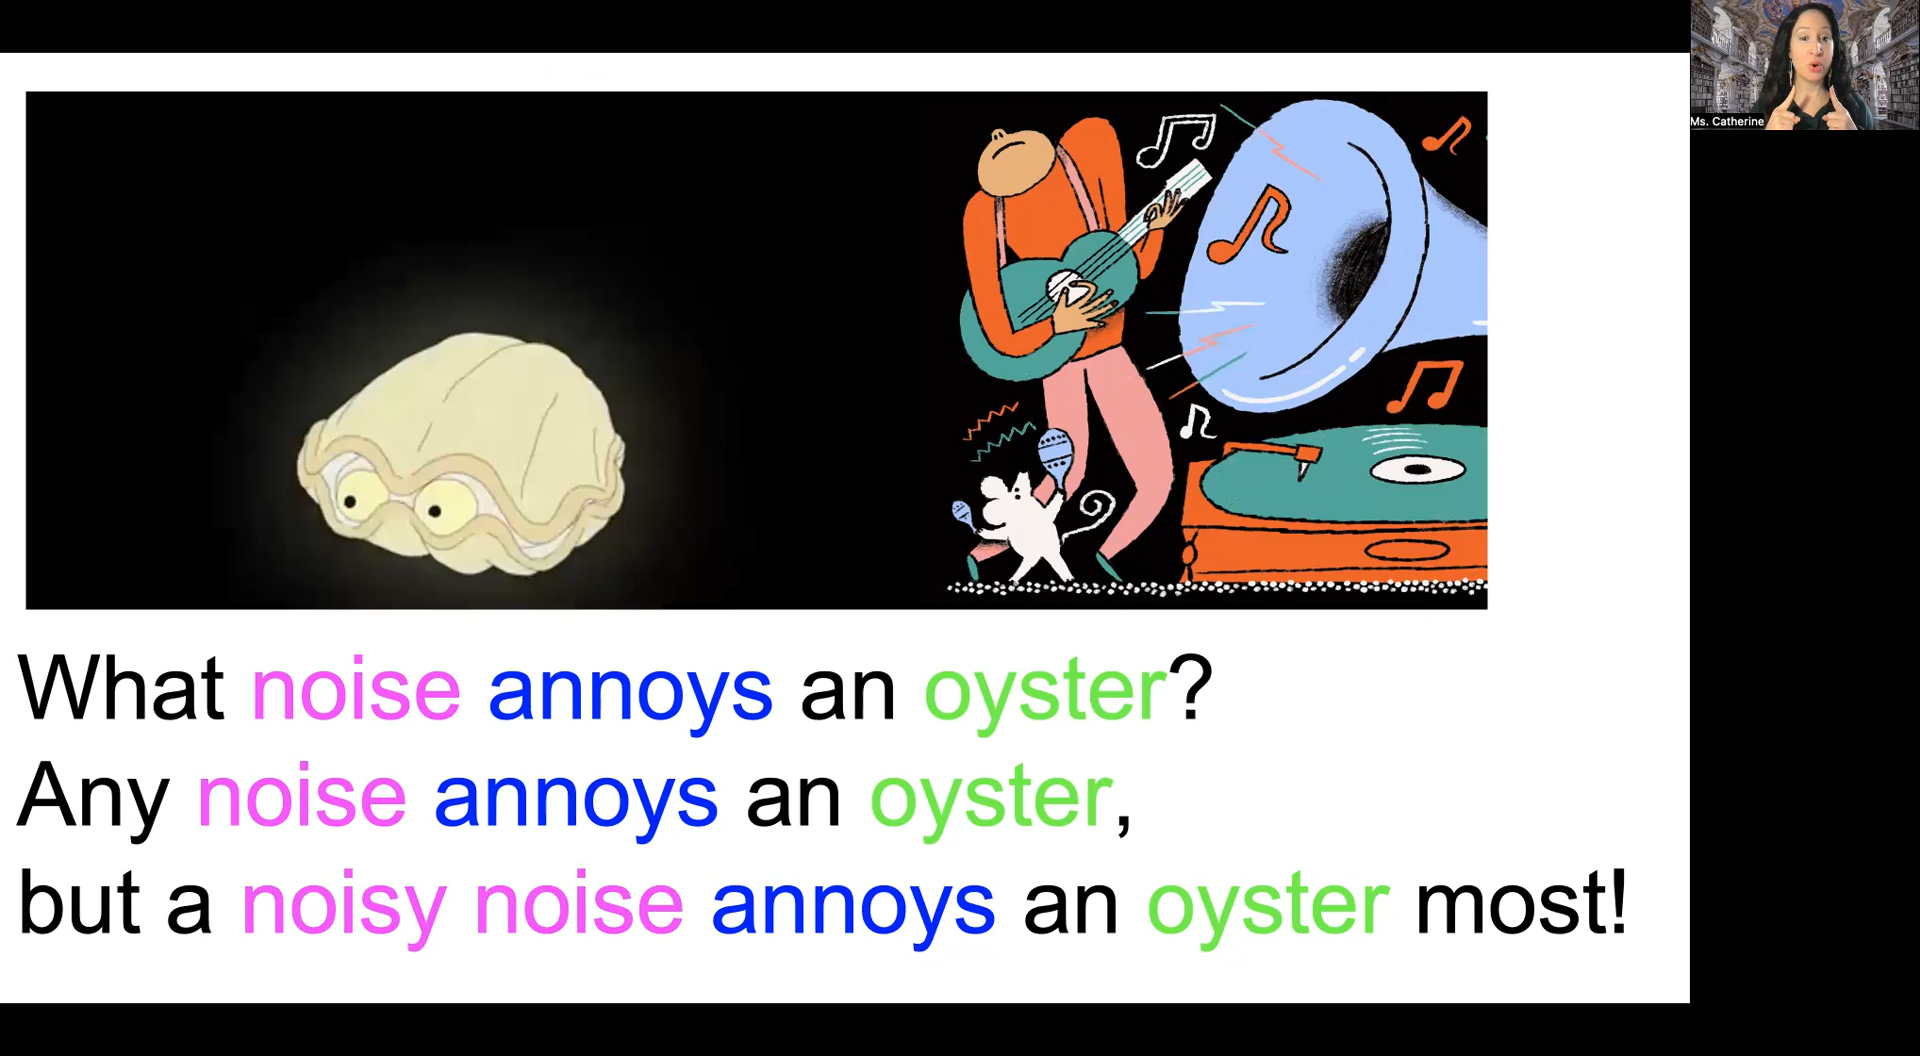 Ms. Catherine
What noise annoys an oyster?
Any noise annoys an oyster,
but a noisy noise annoys an oyster most!